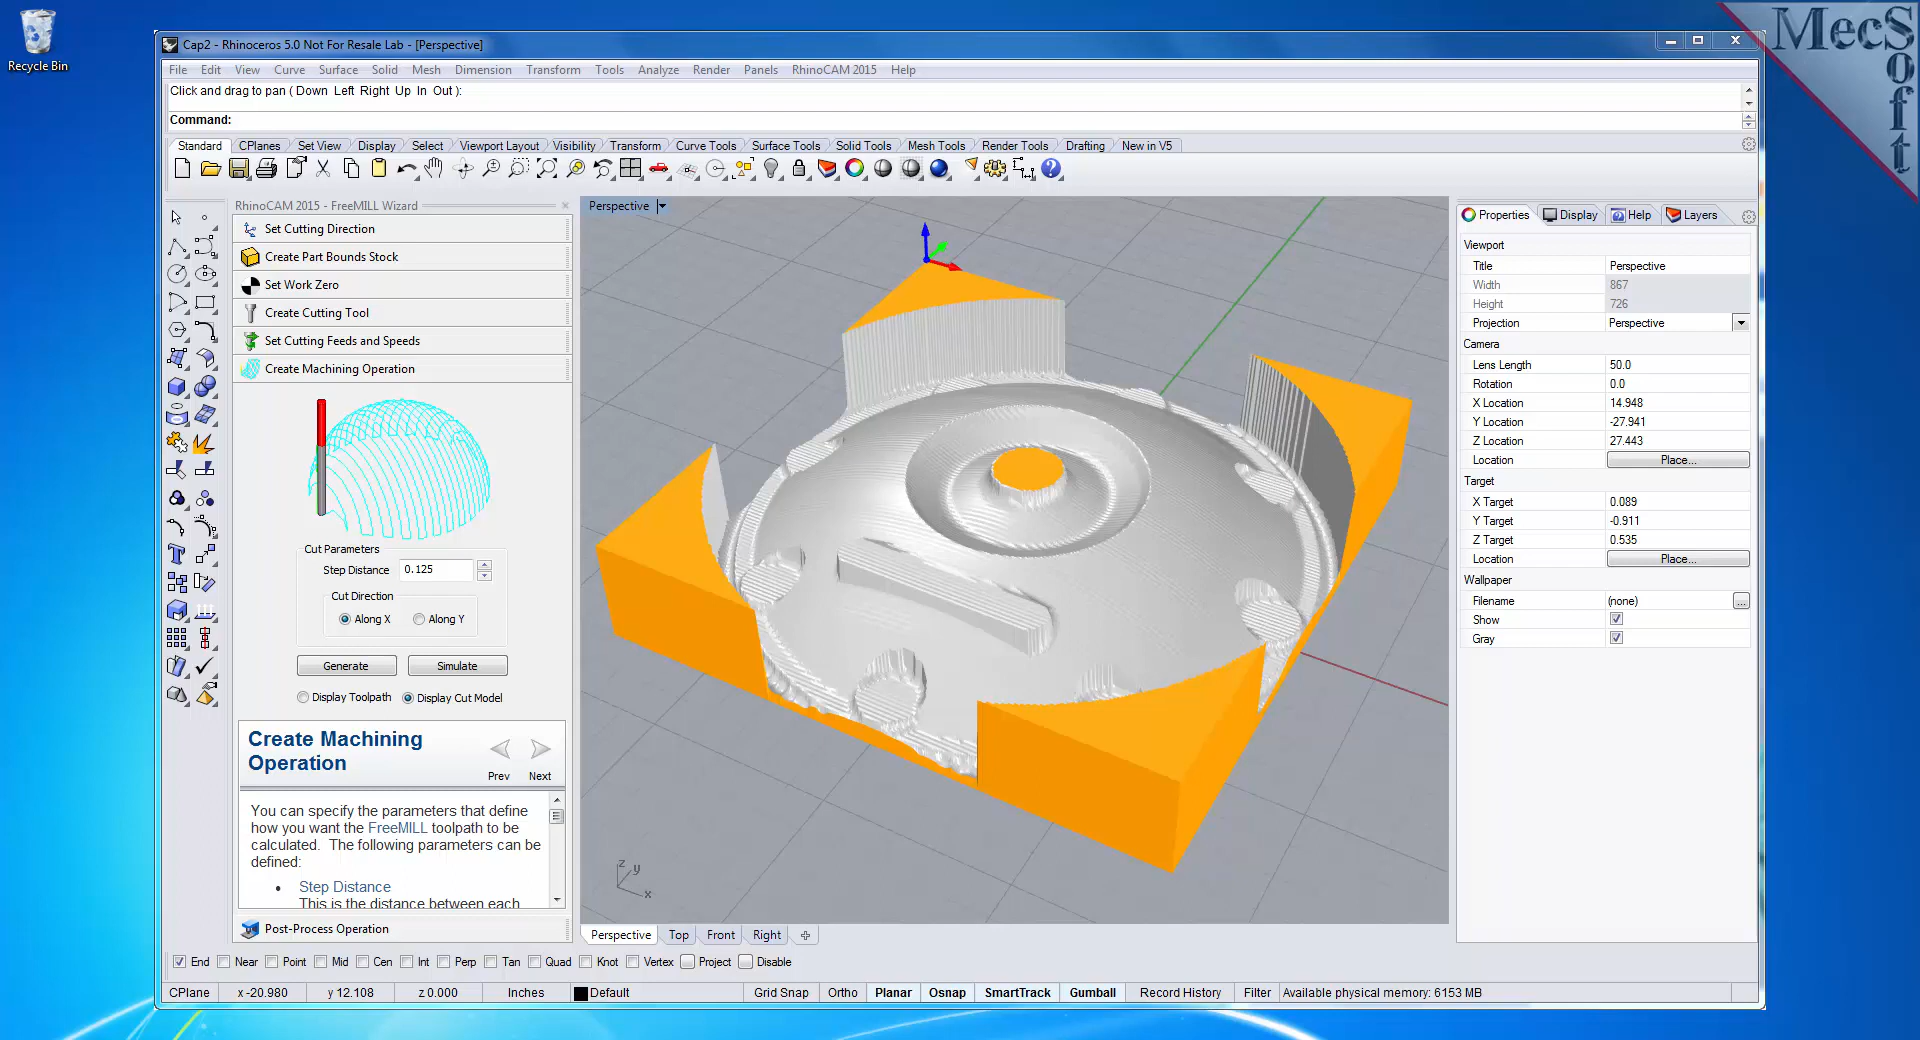 Recycle Bin
MecSoft
Cap2 - Rhinoceros 5.0 Not For Resale Lab - [Perspective]
File Edit View Curve Surface Solid Mesh Dimension Transform Tools Analyze Render Panels RhinoCAM 2015 Help
Click and drag to pan ( Down Left Right Up In Out ):
Command:
Standard CPlanes Set View Display Select Viewport Layout Visibility Transform Curve Tools Surface Tools Solid Tools Mesh Tools Render Tools Drafting New in V5
RhinoCAM 2015 - FreeMILL Wizard
Set Cutting Direction
Create Part Bounds Stock
Set Work Zero
Create Cutting Tool
Set Cutting Feeds and Speeds
Create Machining Operation
Cut Parameters
Step Distance 0.125
Cut Direction
Along X Along Y
Generate Simulate
Display Toolpath Display Cut Model
Create Machining
Operation
Prev Next
You can specify the parameters that define
how you want the FreeMILL toolpath to be
calculated. The following parameters can be
defined:
• Step Distance
This is the distance between each
Post-Process Operation
Perspective
z y x
Perspective Top Front Right
Properties Display Help Layers
Viewport
Title Perspective
Width 867
Height 726
Projection Perspective
Camera
Lens Length 50.0
Rotation 0.0
X Location 14.948
Y Location -27.941
Z Location 27.443
Location Place...
Target
X Target 0.089
Y Target -0.911
Z Target 0.535
Location Place...
Wallpaper
Filename (none) ...
Show
Gray
End Near Point Mid Cen Int Perp Tan Quad Knot Vertex Project Disable
CPlane x -20.980 y 12.108 z 0.000 Inches Default Grid Snap Ortho Planar Osnap SmartTrack Gumball Record History Filter Available physical memory: 6153 MB